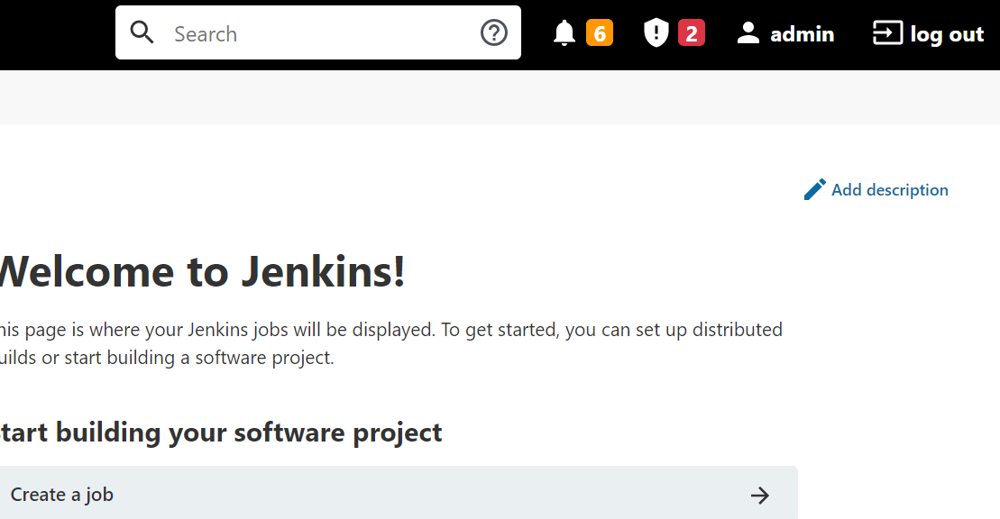 Search
6
2
admin
log out
Add description
Welcome to Jenkins!
his page is where your Jenkins jobs will be displayed. To get started, you can set up distributed
uilds or start building a software project.
tart building your software project
Create a job